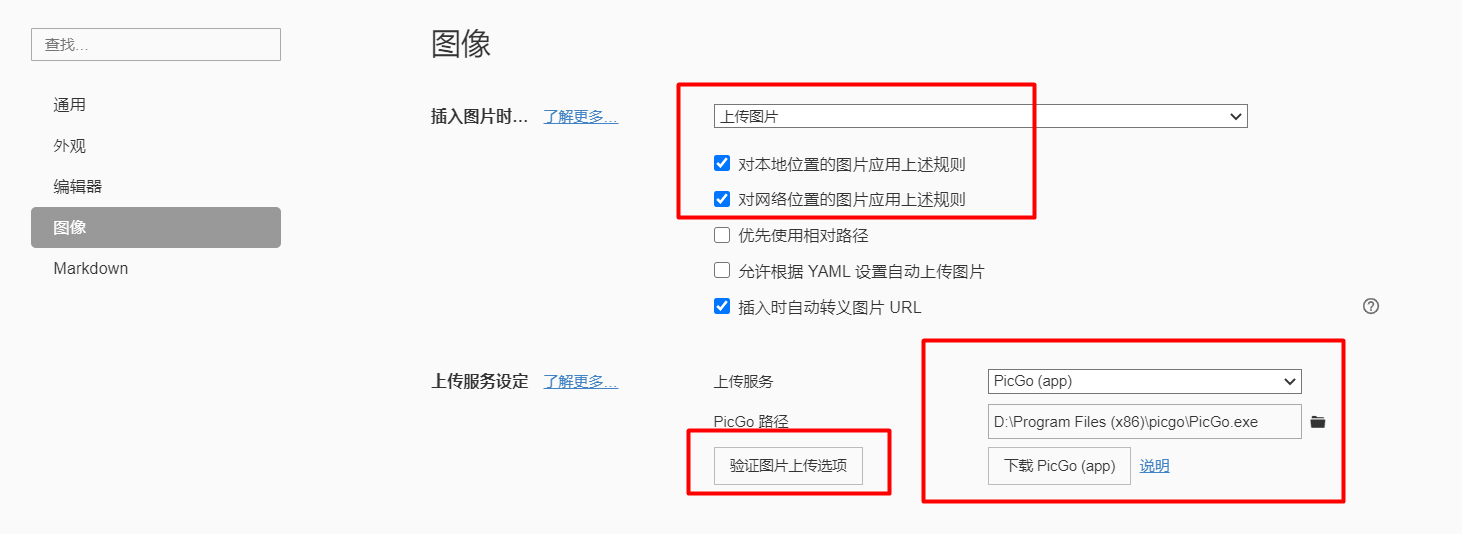 查找...
通用
外观
编辑器
图像
Markdown
图像
插入图片时... 了解更多...
上传图片
对本地位置的图片应用上述规则
对网络位置的图片应用上述规则
优先使用相对路径
允许根据 YAML 设置自动上传图片
插入时自动转义图片 URL
上传服务设定 了解更多...
上传服务 PicGo (app)
PicGo 路径 D:\Program Files (x86)\picgo\PicGo.exe
验证图片上传选项 下载 PicGo (app) 说明